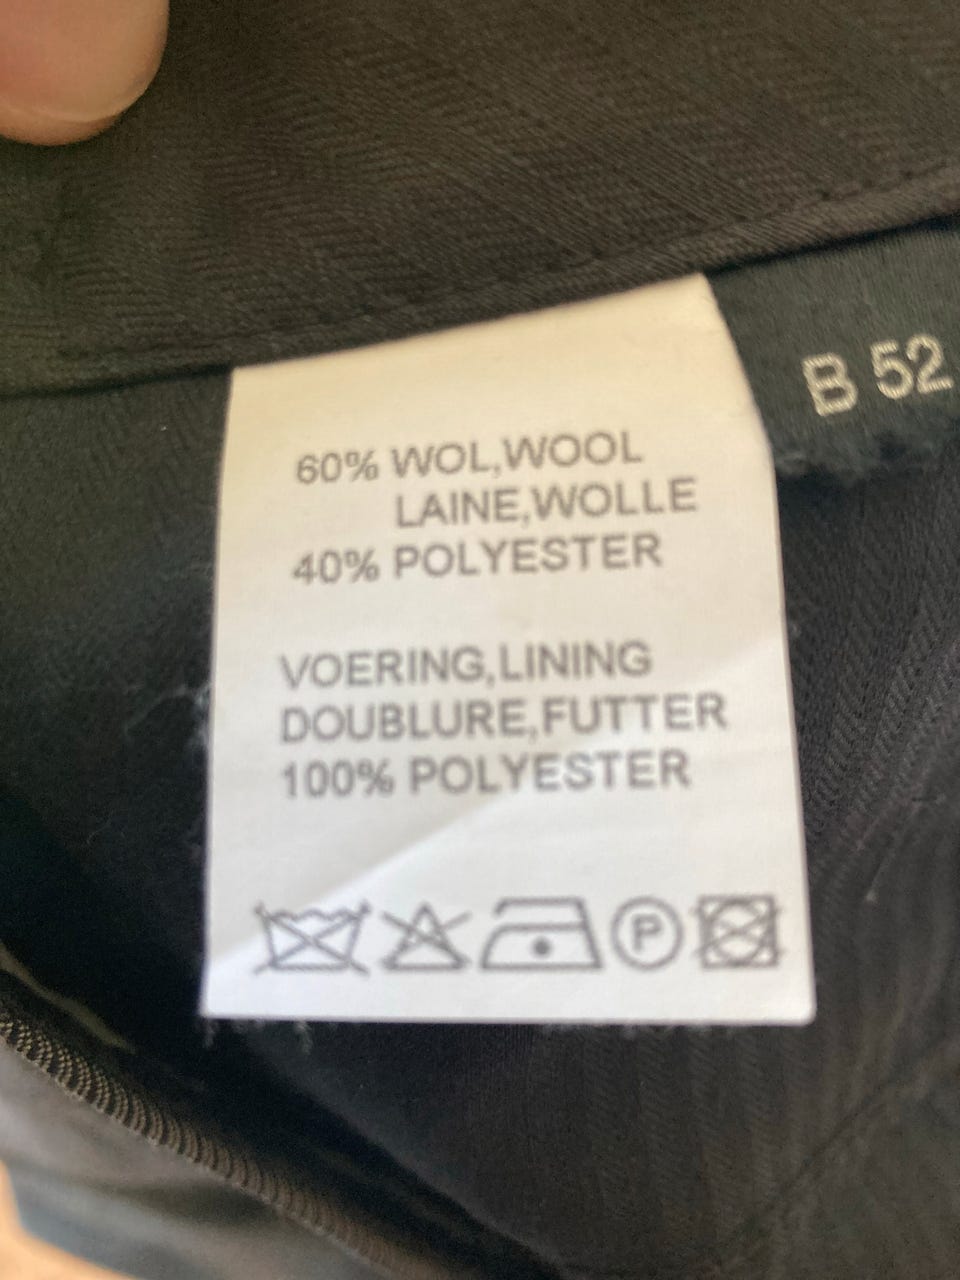 B 52
60% WOL,WOOL
LAINE,WOLLE
40% POLYESTER
VOERING,LINING
DOUBLURE,FUTTER
100% POLYESTER
P